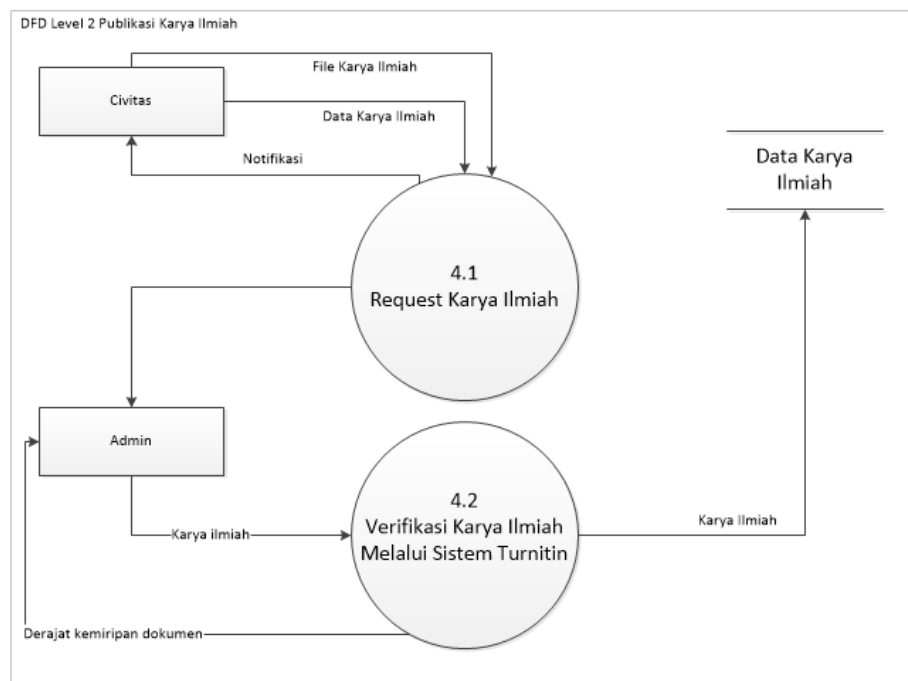 DFD Level 2 Publikasi Karya Ilmiah
File Karya Ilmiah
Civitas
Data Karya Ilmiah
Notifikasi
Data Karya
Ilmiah
4.1
Request Karya Ilmiah
Admin
4.2
Verifikasi Karya Ilmiah
Melalui Sistem Turnitin
Karya ilmiah
Karya Ilmiah
Derajat kemiripan dokumen